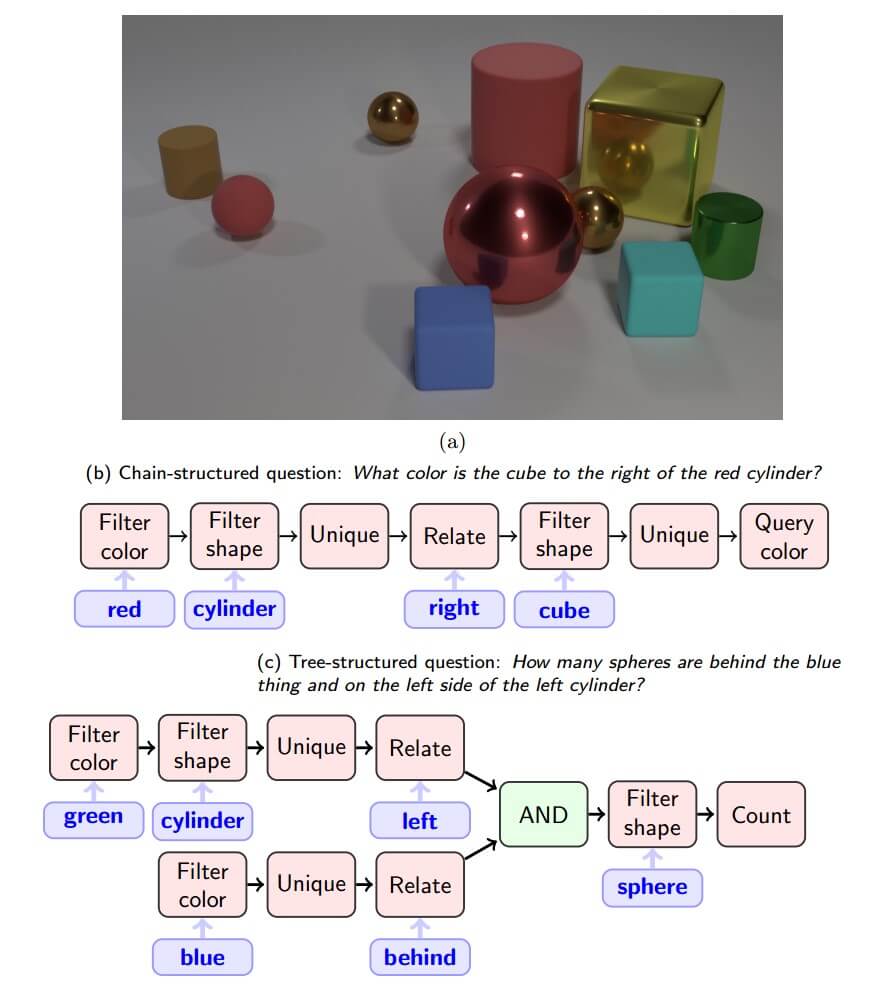 (a)
(b) Chain-structured question: What color is the cube to the right of the red cylinder?
Filter color
Filter shape
Unique
Relate
Filter shape
Unique
Query color
red
cylinder
right
cube
(c) Tree-structured question: How many spheres are behind the blue
thing and on the left side of the left cylinder?
Filter color
Filter shape
Unique
Relate
green
cylinder
left
AND
Filter shape
Count
sphere
Filter color
Unique
Relate
blue
behind